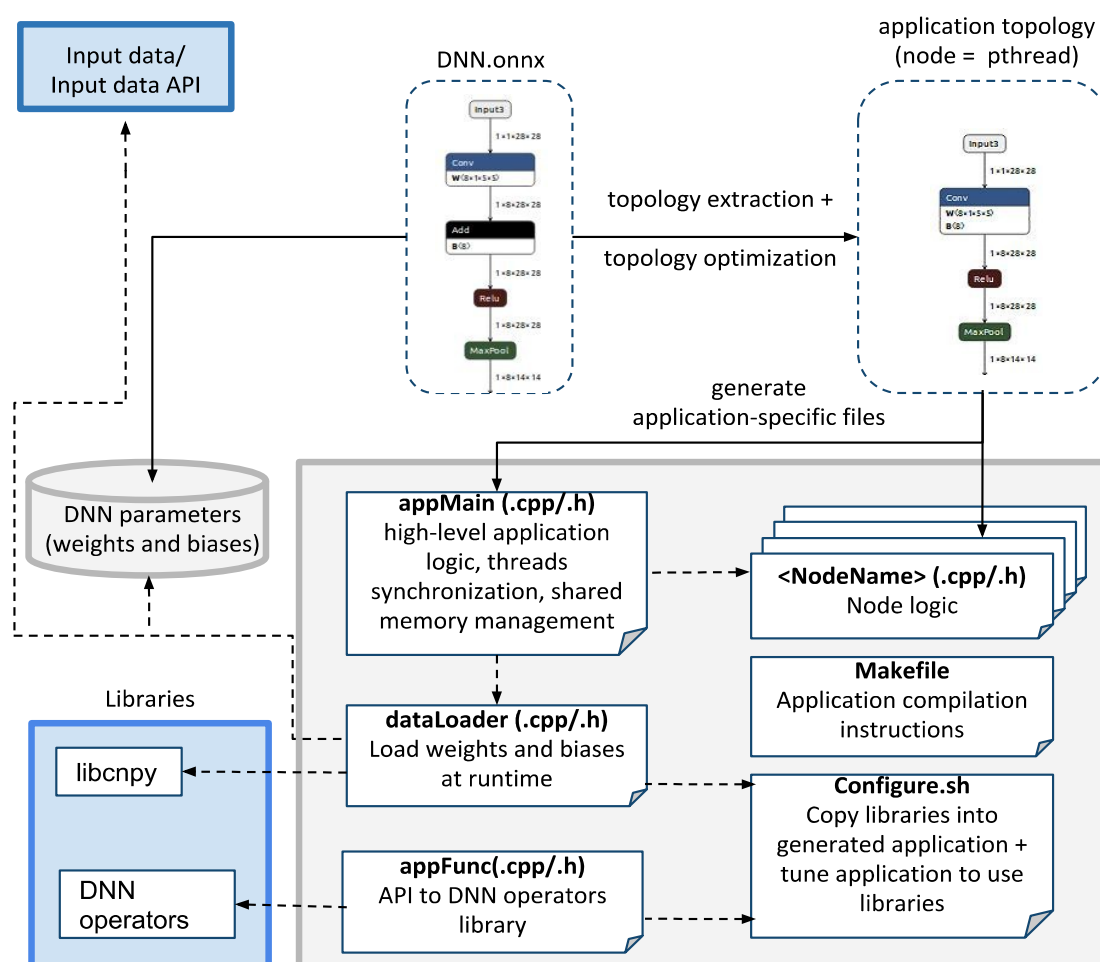 Input data/
Input data API
DNN.onnx
Input3
1×1×28×28
Conv
W⟨8×1×5×5⟩
1×8×28×28
Add
B⟨8⟩
1×8×28×28
Relu
1×8×28×28
MaxPool
1×8×14×14
topology extraction +
topology optimization
application topology
(node = pthread)
Input3
1×1×28×28
Conv
W⟨8×1×5×5⟩
B⟨8⟩
1×8×28×28
Relu
1×8×28×28
MaxPool
1×8×14×14
generate
application-specific files
DNN parameters
(weights and biases)
appMain (.cpp/.h)
high-level application
logic, threads
synchronization, shared
memory management
<NodeName> (.cpp/.h)
Node logic
Makefile
Application compilation
instructions
Libraries
libcnpy
DNN
operators
dataLoader (.cpp/.h)
Load weights and biases
at runtime
Configure.sh
Copy libraries into
generated application +
tune application to use
libraries
appFunc(.cpp/.h)
API to DNN operators
library